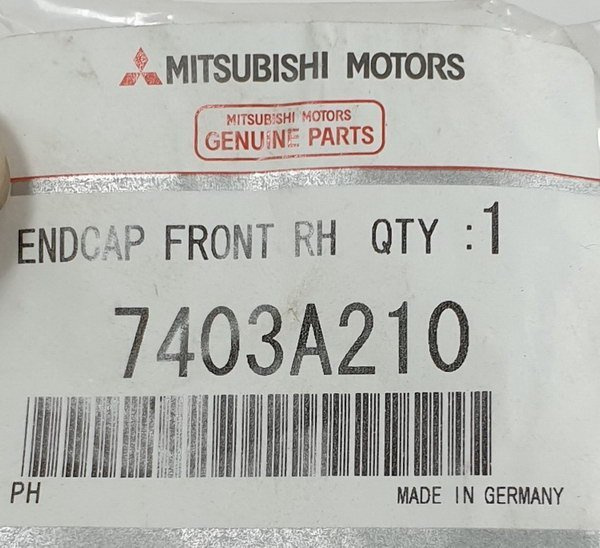 MITSUBISHI MOTORS
MITSUBISHI MOTORS
GENUINE PARTS
ENDCAP FRONT RH QTY :1
7403A210
PH MADE IN GERMANY